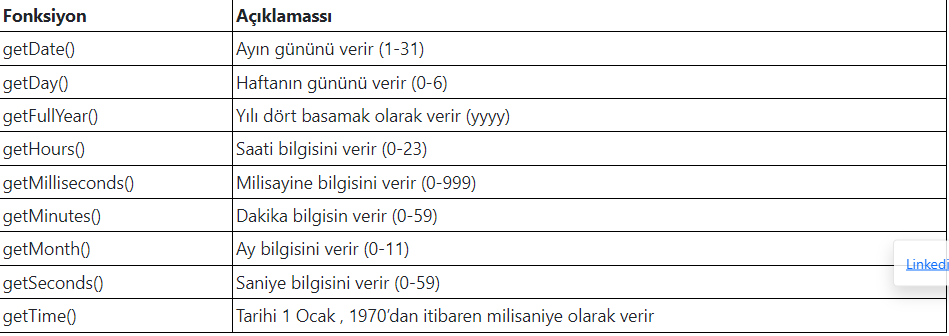 Fonksiyon Açıklamassı
getDate() Ayın gününü verir (1-31)
getDay() Haftanın gününü verir (0-6)
getFullYear() Yılı dört basamak olarak verir (yyyy)
getHours() Saati bilgisini verir (0-23)
getMilliseconds() Milisayine bilgisini verir (0-999)
getMinutes() Dakika bilgisin verir (0-59)
getMonth() Ay bilgisini verir (0-11)
Linkedi
getSeconds() Saniye bilgisini verir (0-59)
getTime() Tarihi 1 Ocak , 1970’dan itibaren milisaniye olarak verir